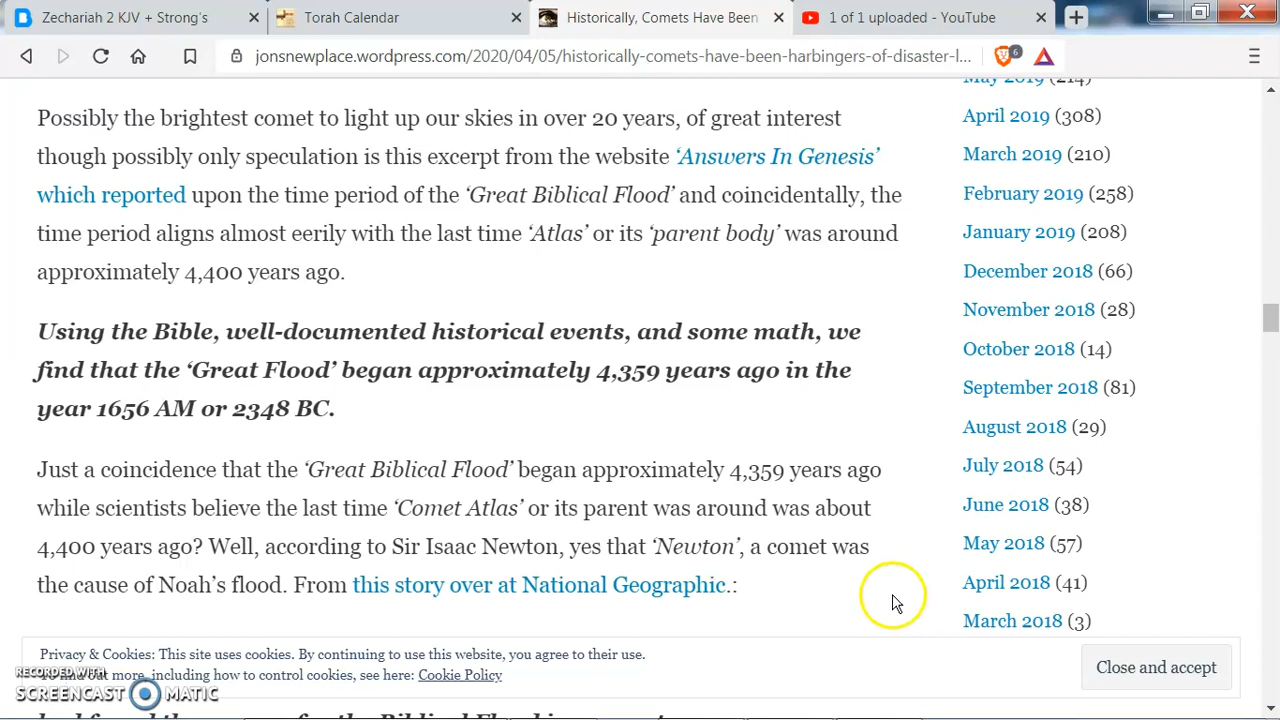 Zechariah 2 KJV + Strong's
Torah Calendar
Historically, Comets Have Been
1 of 1 uploaded - YouTube
jonsnewplace.wordpress.com/2020/04/05/historically-comets-have-been-harbingers-of-disaster-l...
6
Possibly the brightest comet to light up our skies in over 20 years, of great interest
though possibly only speculation is this excerpt from the website ‘Answers In Genesis’
which reported upon the time period of the ‘Great Biblical Flood’ and coincidentally, the
time period aligns almost eerily with the last time ‘Atlas’ or its ‘parent body’ was around
approximately 4,400 years ago.
Using the Bible, well-documented historical events, and some math, we
find that the ‘Great Flood’ began approximately 4,359 years ago in the
year 1656 AM or 2348 BC.
Just a coincidence that the ‘Great Biblical Flood’ began approximately 4,359 years ago
while scientists believe the last time ‘Comet Atlas’ or its parent was around was about
4,400 years ago? Well, according to Sir Isaac Newton, yes that ‘Newton’, a comet was
the cause of Noah’s flood. From this story over at National Geographic.:
May 2019 (214)
April 2019 (308)
March 2019 (210)
February 2019 (258)
January 2019 (208)
December 2018 (66)
November 2018 (28)
October 2018 (14)
September 2018 (81)
August 2018 (29)
July 2018 (54)
June 2018 (38)
May 2018 (57)
April 2018 (41)
March 2018 (3)
Privacy & Cookies: This site uses cookies. By continuing to use this website, you agree to their use.
To find out more, including how to control cookies, see here: Cookie Policy
Close and accept
RECORDED WITH
SCREENCAST MATIC